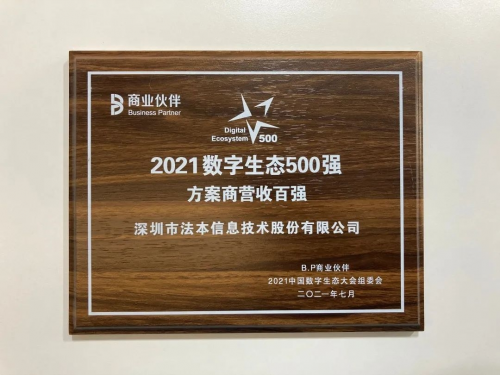 商业伙伴
Business Partner
Digital
Ecosystem 500
2021数字生态500强
方案商营收百强
深圳市法本信息技术股份有限公司
B.P商业伙伴
2021中国数字生态大会组委会
二〇二一年七月